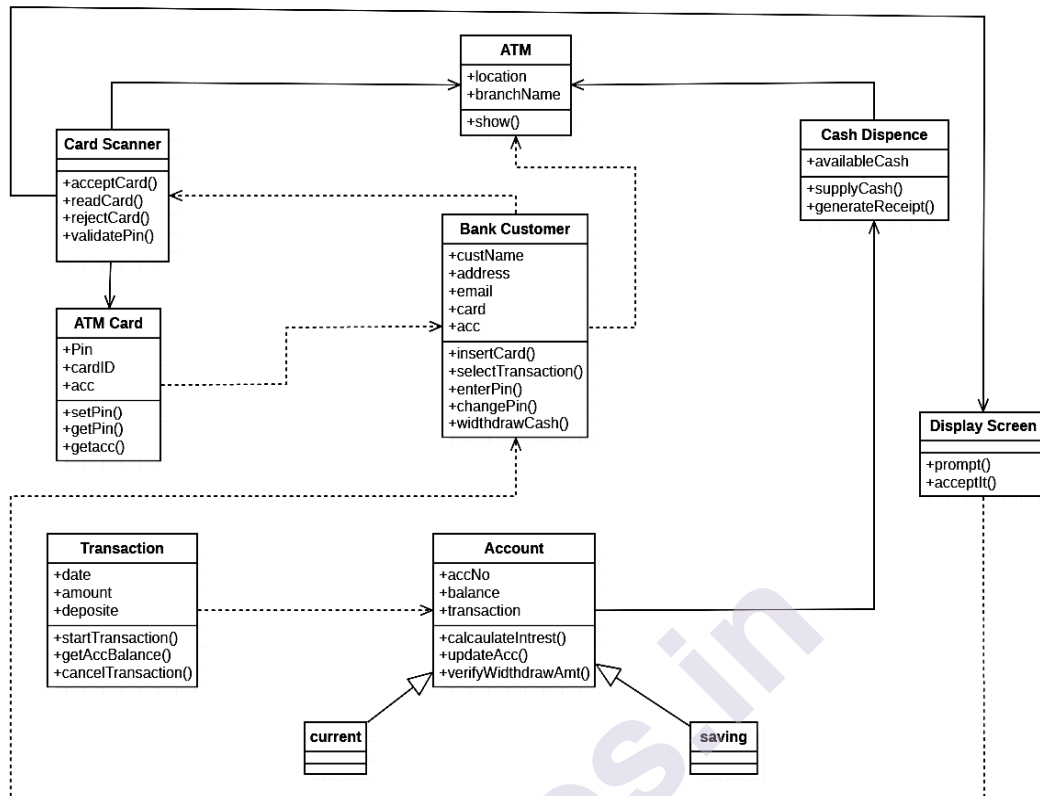 ATM
+location
+branchName
+show()
Card Scanner
+acceptCard()
+readCard()
+rejectCard()
+validatePin()
Cash Dispence
+availableCash
+supplyCash()
+generateReceipt()
Bank Customer
+custName
+address
+email
+card
+acc
+insertCard()
+selectTransaction()
+enterPin()
+changePin()
+widthdrawCash()
ATM Card
+Pin
+cardID
+acc
+setPin()
+getPin()
+getacc()
Display Screen
+prompt()
+acceptIt()
Transaction
+date
+amount
+deposite
+startTransaction()
getAccBalance()
+cancelTransaction()
Account
+accNo
+balance
+transaction
+calcaulateIntrest()
+updateAcc()
+verifyWidthdrawAmt()
current
saving
es.in